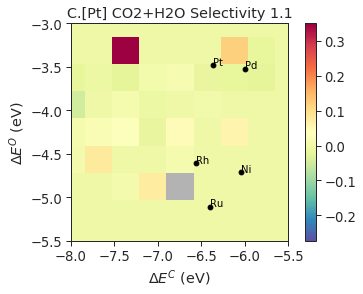 C.[Pt] CO2+H2O Selectivity 1.1
−3.0
−3.5
−4.0
−4.5
−5.0
−5.5
ΔE^O (eV)
Pt
Pd
Rh
Ni
Ru
−8.0 −7.5 −7.0 −6.5 −6.0 −5.5
ΔE^C (eV)
0.3
0.2
0.1
0.0
−0.1
−0.2